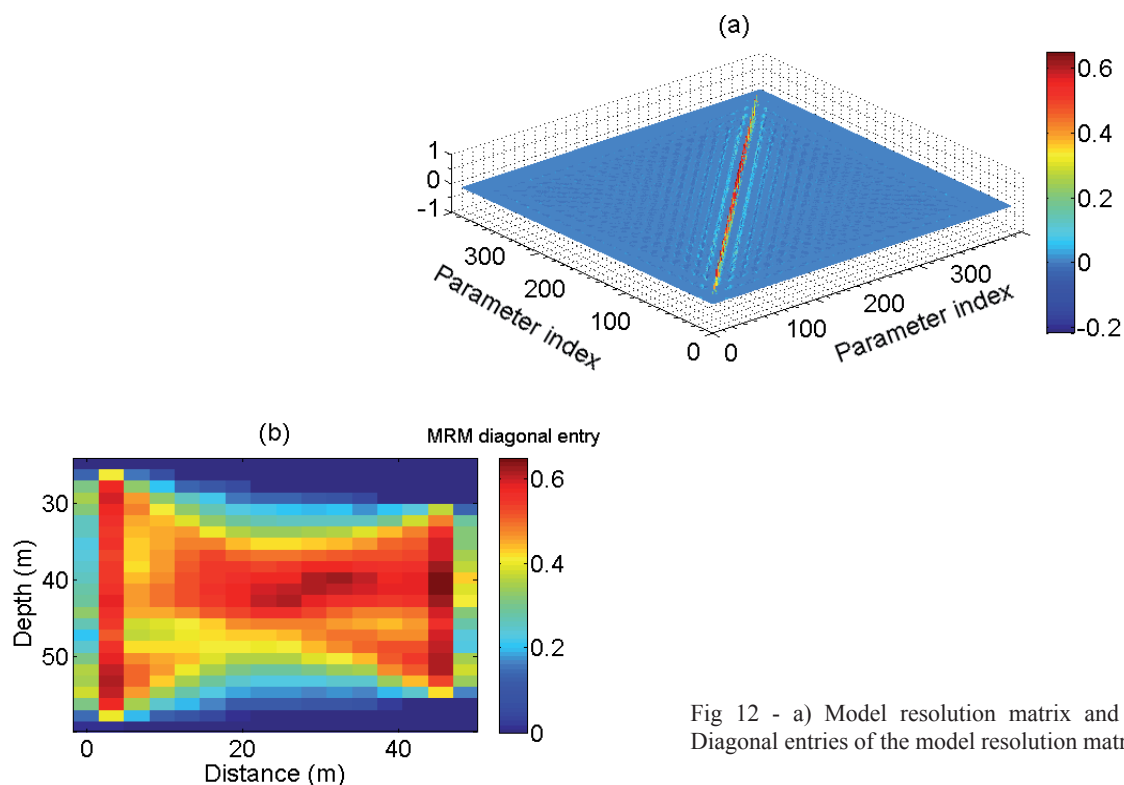 (a)
1
0
-1
300
200
100
0
Parameter index
0
100
200
300
Parameter index
0.6
0.4
0.2
0
-0.2
(b)
MRM diagonal entry
30
40
50
Depth (m)
0
20
40
Distance (m)
0.6
0.4
0.2
0
Fig 12 - a) Model resolution matrix and
Diagonal entries of the model resolution